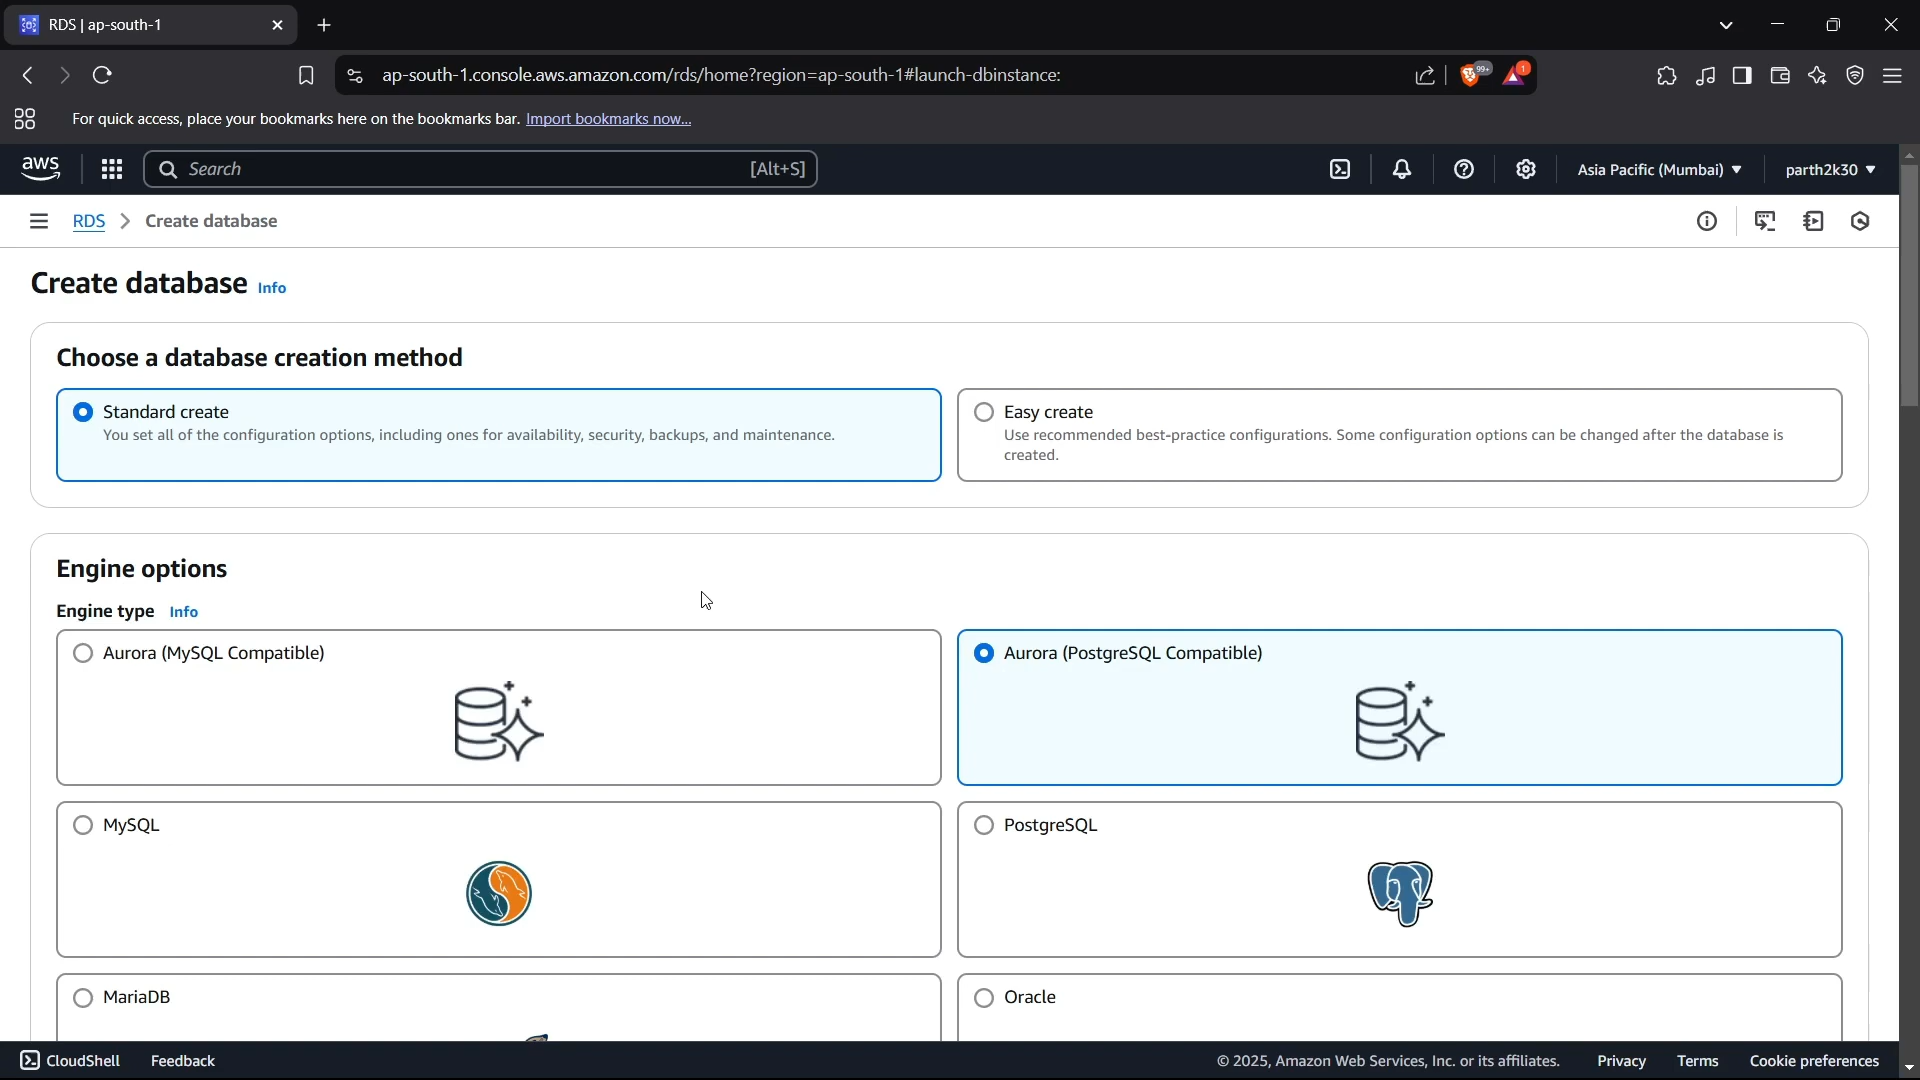 RDS | ap-south-1
ap-south-1.console.aws.amazon.com/rds/home?region=ap-south-1#launch-dbinstance:
99+
1
For quick access, place your bookmarks here on the bookmarks bar. Import bookmarks now...
aws
Search
[Alt+S]
Asia Pacific (Mumbai)
parth2k30
RDS
Create database
Create database Info
Choose a database creation method
Standard create
You set all of the configuration options, including ones for availability, security, backups, and maintenance.
Easy create
Use recommended best-practice configurations. Some configuration options can be changed after the database is
created.
Engine options
Engine type Info
Aurora (MySQL Compatible)
Aurora (PostgreSQL Compatible)
MySQL
PostgreSQL
MariaDB
Oracle
CloudShell
Feedback
© 2025, Amazon Web Services, Inc. or its affiliates.
Privacy
Terms
Cookie preferences